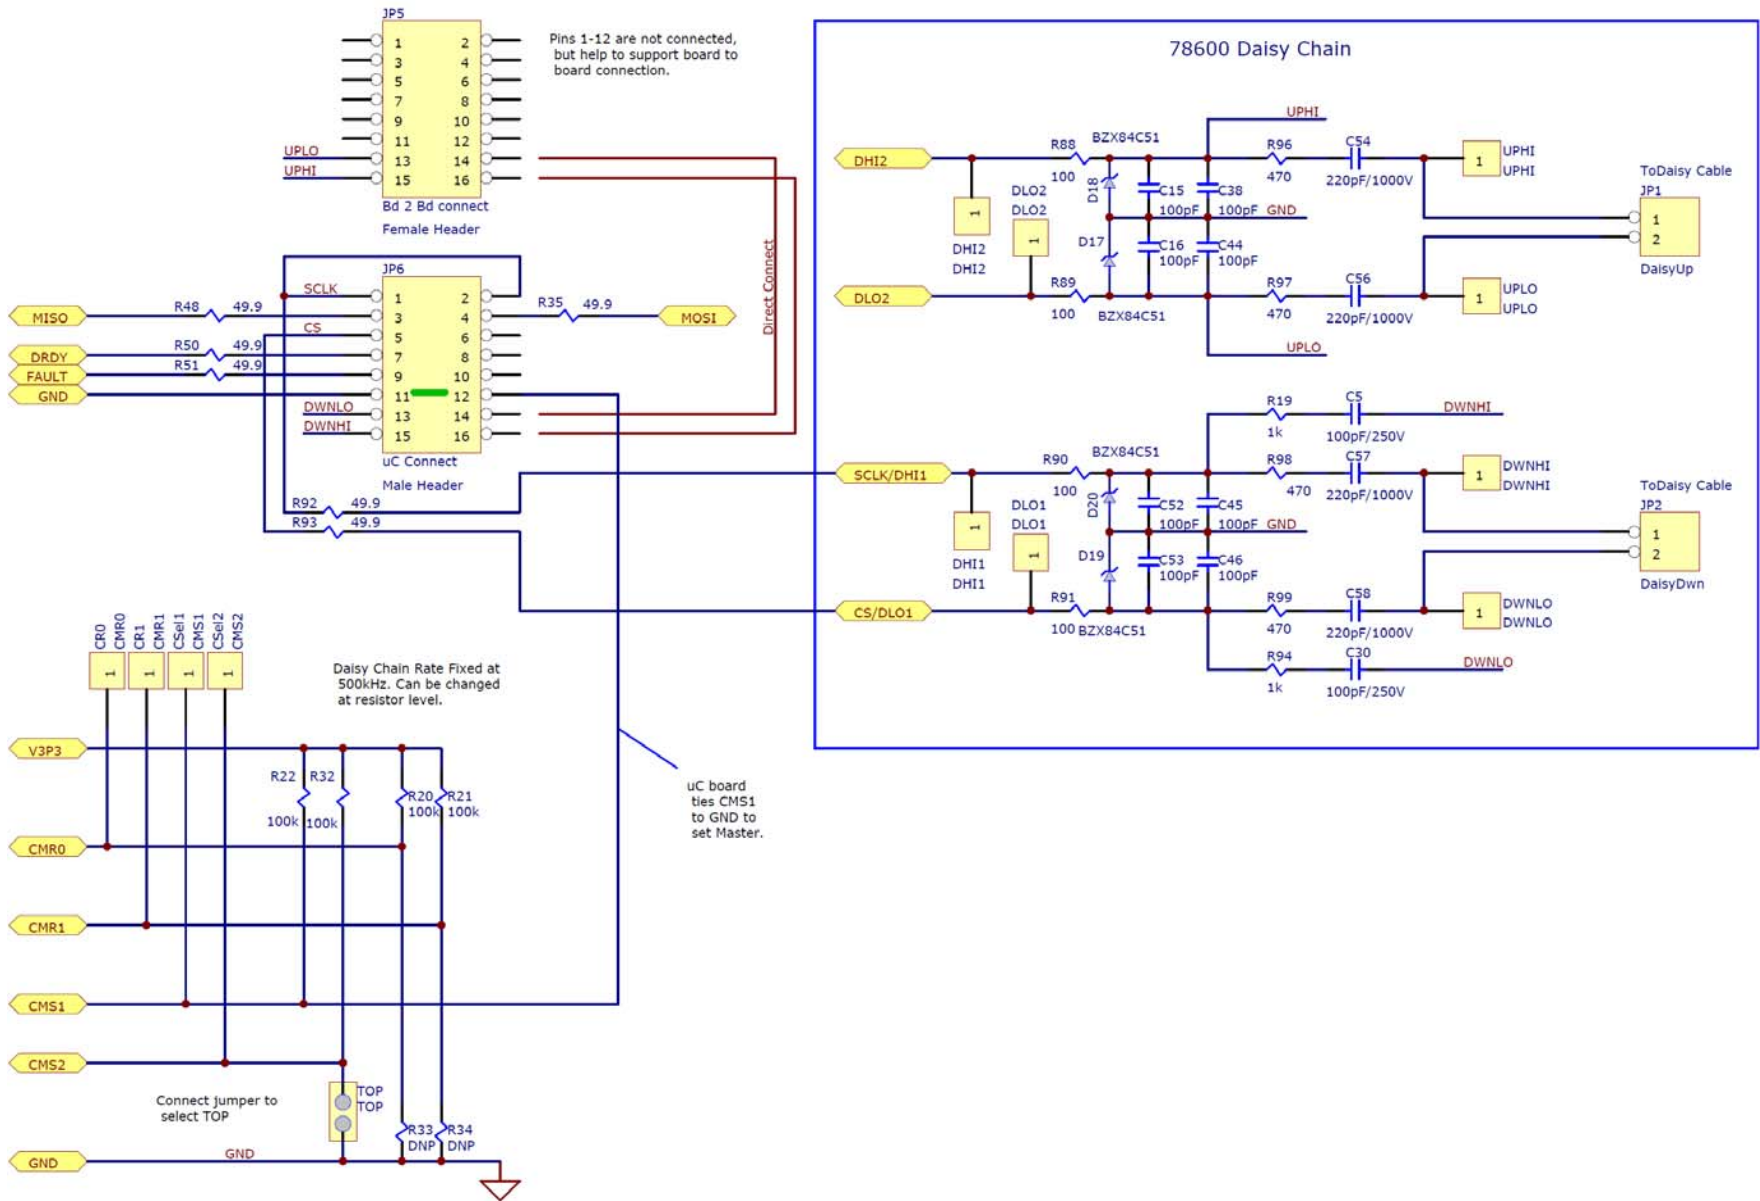 JP5
1 2
3 4
5 6
7 8
9 10
11 12
UPLO 13 14
UPHI 15 16
Bd 2 Bd connect
Female Header
Pins 1-12 are not connected,
but help to support board to
board connection.
Direct Connect
JP6
SCLK 1 2
MISO R48 49.9 3 4 R35 49.9 MOSI
CS 5 6
DRDY R50 49.9 7 8
FAULT R51 49.9 9 10
GND 11 12
DWNLO 13 14
DWNHI 15 16
uC Connect
Male Header
R92 49.9
R93 49.9
78600 Daisy Chain
UPHI
DHI2 R88 BZX84C51 R96 C54 1 UPHI
UPHI
100 D18 C15 C38 470 220pF/1000V
100pF 100pF GND
1
DHI2
DHI2
DLO2
DLO2
1
D17 C16 C44
100pF 100pF
ToDaisy Cable
JP1
1
2
DaisyUp
DLO2 R89 R97 C56 1 UPLO
UPLO
100 BZX84C51 470 220pF/1000V
UPLO
R19 C5 DWNHI
1k 100pF/250V
SCLK/DHI1 R90 BZX84C51 R98 C57 1 DWNHI
DWNHI
100 D20 C52 C45 470 220pF/1000V
100pF 100pF GND
1
DHI1
DHI1
DLO1
DLO1
1
D19 C53 C46
100pF 100pF
ToDaisy Cable
JP2
1
2
DaisyDwn
CS/DLO1 R91 R99 C58 1 DWNLO
DWNLO
100 BZX84C51 470 220pF/1000V
R94 C30 DWNLO
1k 100pF/250V
CR0
CMR0
CR1
CMR1
CSel1
CMS1
CSel2
CMS2
1 1 1 1
Daisy Chain Rate Fixed at
500kHz. Can be changed
at resistor level.
V3P3
R22 R32 R20 R21
100k 100k 100k 100k
uC board
ties CMS1
to GND to
set Master.
CMR0
CMR1
CMS1
CMS2
Connect jumper to
select TOP
TOP
TOP
R33 R34
DNP DNP
GND GND